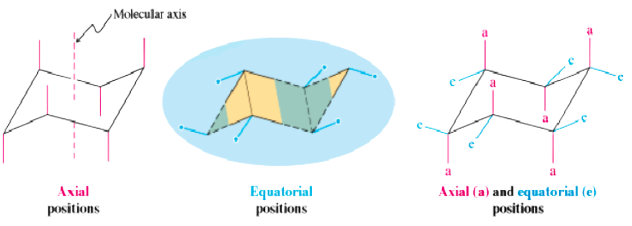 Molecular axis
a
a
e
e
e
a
a
e
e
e
a
a
Axial
positions
Equatorial
positions
Axial (a) and equatorial (e)
positions